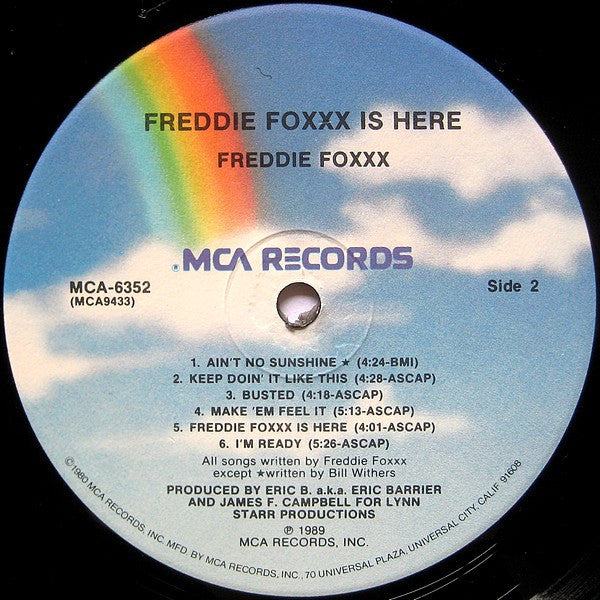 FREDDIE FOXXX IS HERE
FREDDIE FOXXX
®MCA RECORDS
MCA-6352
(MCA9433)
Side 2
1. AIN'T NO SUNSHINE ★ (4:24-BMI)
2. KEEP DOIN' IT LIKE THIS (4:28-ASCAP)
3. BUSTED (4:18-ASCAP)
4. MAKE 'EM FEEL IT (5:13-ASCAP)
5. FREDDIE FOXXX IS HERE (4:01-ASCAP)
6. I'M READY (5:26-ASCAP)
All songs written by Freddie Foxxx
except ★written by Bill Withers
PRODUCED BY ERIC B. a.k.a. ERIC BARRIER
AND JAMES F. CAMPBELL FOR LYNN
STARR PRODUCTIONS
℗ 1989
MCA RECORDS, INC.
©1980 MCA RECORDS, INC. MFD. BY MCA RECORDS, INC., 70 UNIVERSAL PLAZA, UNIVERSAL CITY, CALIF. 91608